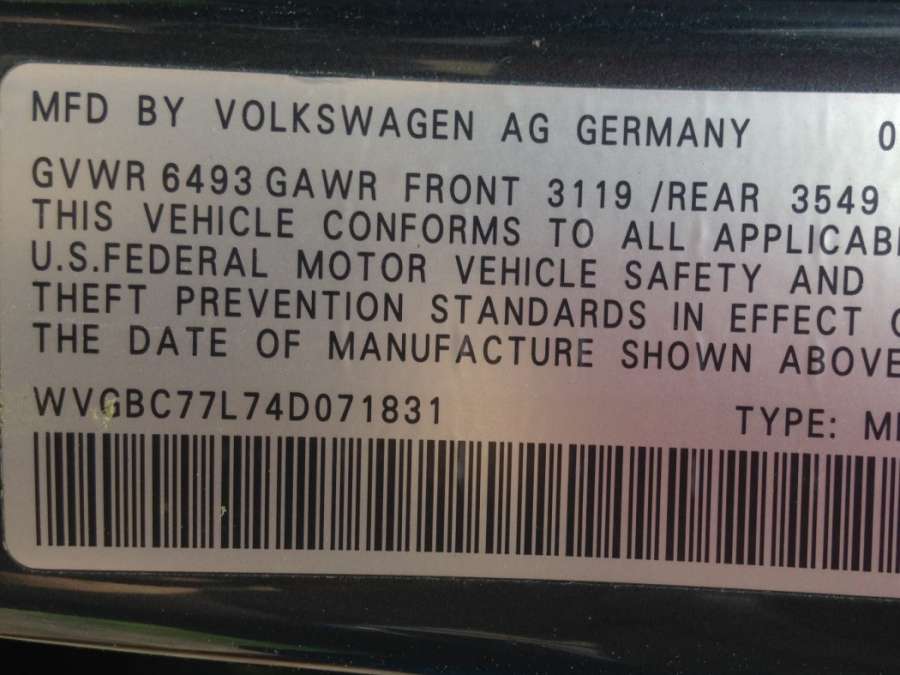 MFD BY VOLKSWAGEN AG GERMANY 0
GVWR 6493 GAWR FRONT 3119 /REAR 3549
THIS VEHICLE CONFORMS TO ALL APPLICAB
U.S.FEDERAL MOTOR VEHICLE SAFETY AND
THEFT PREVENTION STANDARDS IN EFFECT
THE DATE OF MANUFACTURE SHOWN ABOVE
WVGBC77L74D071831 TYPE: M